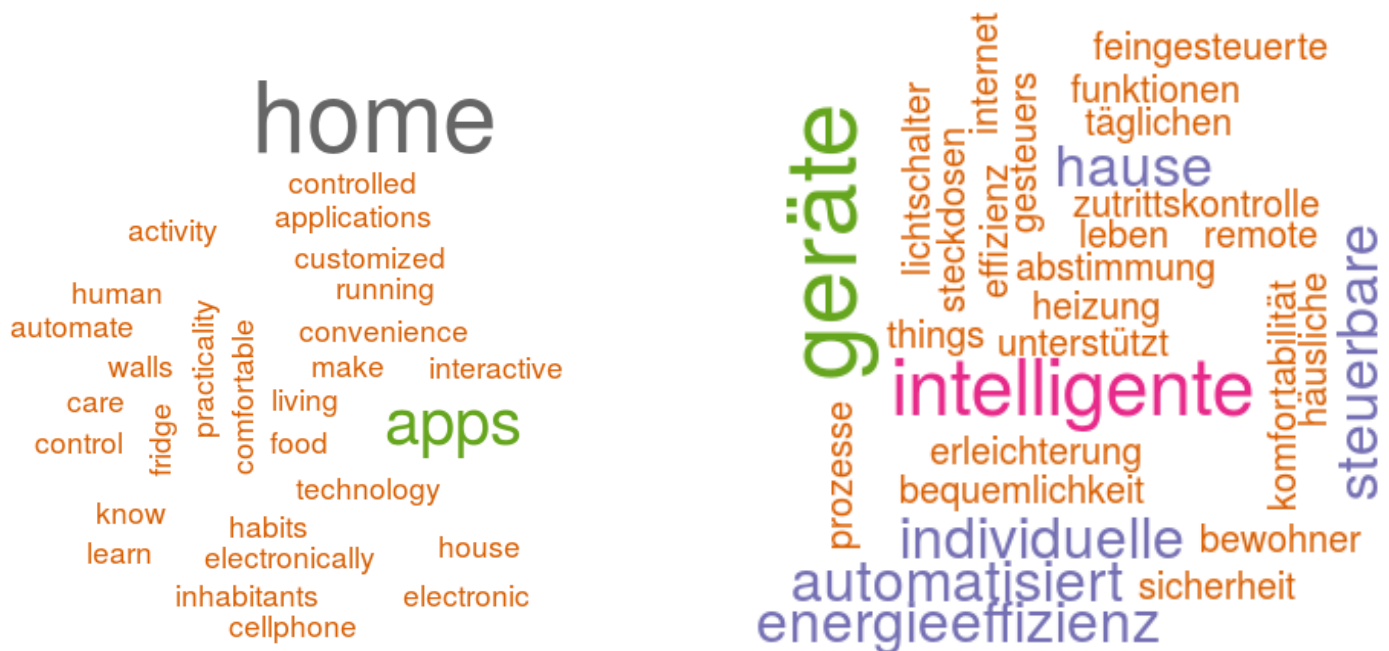 home
controlled
applications
activity
customized
running
human
automate
practicality
comfortable
convenience
walls
make
interactive
care
living
apps
control
fridge
food
technology
know
habits
learn
electronically
house
inhabitants
electronic
cellphone
internet
feingesteuerte
funktionen
täglichen
geräte
lichtschalter
steckdosen
effizienz
gesteuers
hause
zutrittskontrolle
leben
remote
abstimmung
heizung
things
unterstützt
intelligente
komfortabilität
häusliche
steuerbare
prozesse
erleichterung
bequemlichkeit
individuelle
bewohner
automatisiert
sicherheit
energieeffizienz